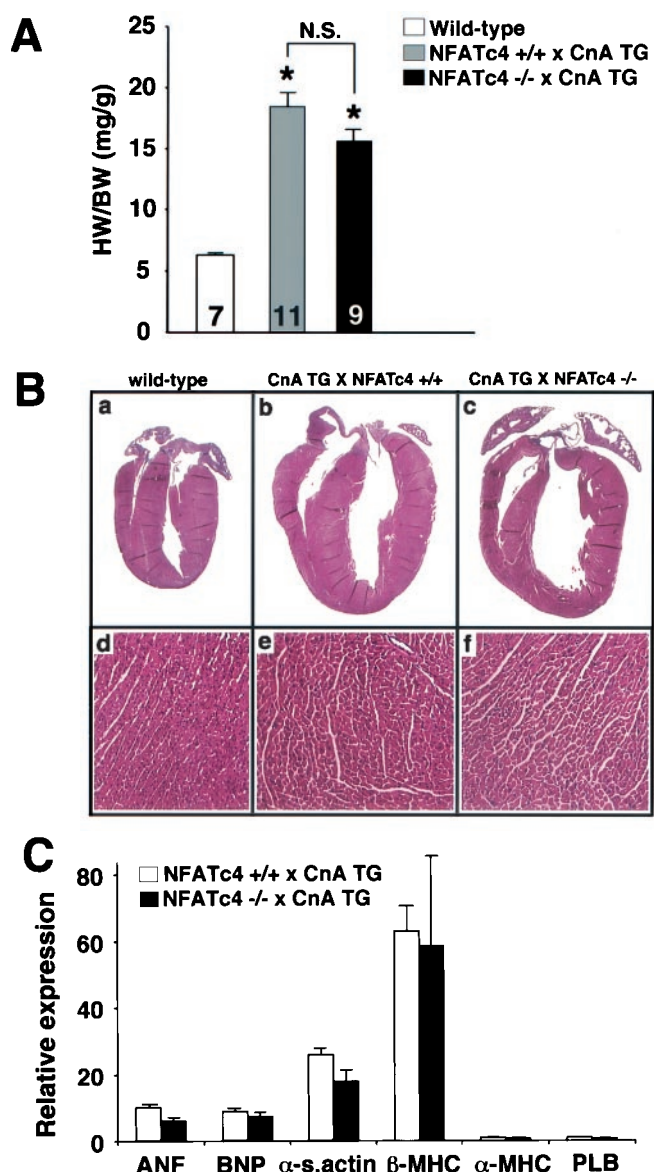 A
25
20
15
10
5
0
HW/BW (mg/g)
N.S.
*
*
7
11
9
Wild-type
NFATc4 +/+ x CnA TG
NFATc4 -/- x CnA TG
B
wild-type
CnA TG X NFATc4 +/+
CnA TG X NFATc4 -/-
a
b
c
d
e
f
C
80
60
40
20
0
Relative expression
NFATc4 +/+ x CnA TG
NFATc4 -/- x CnA TG
ANF BNP α-s.actin β-MHC α-MHC PLB